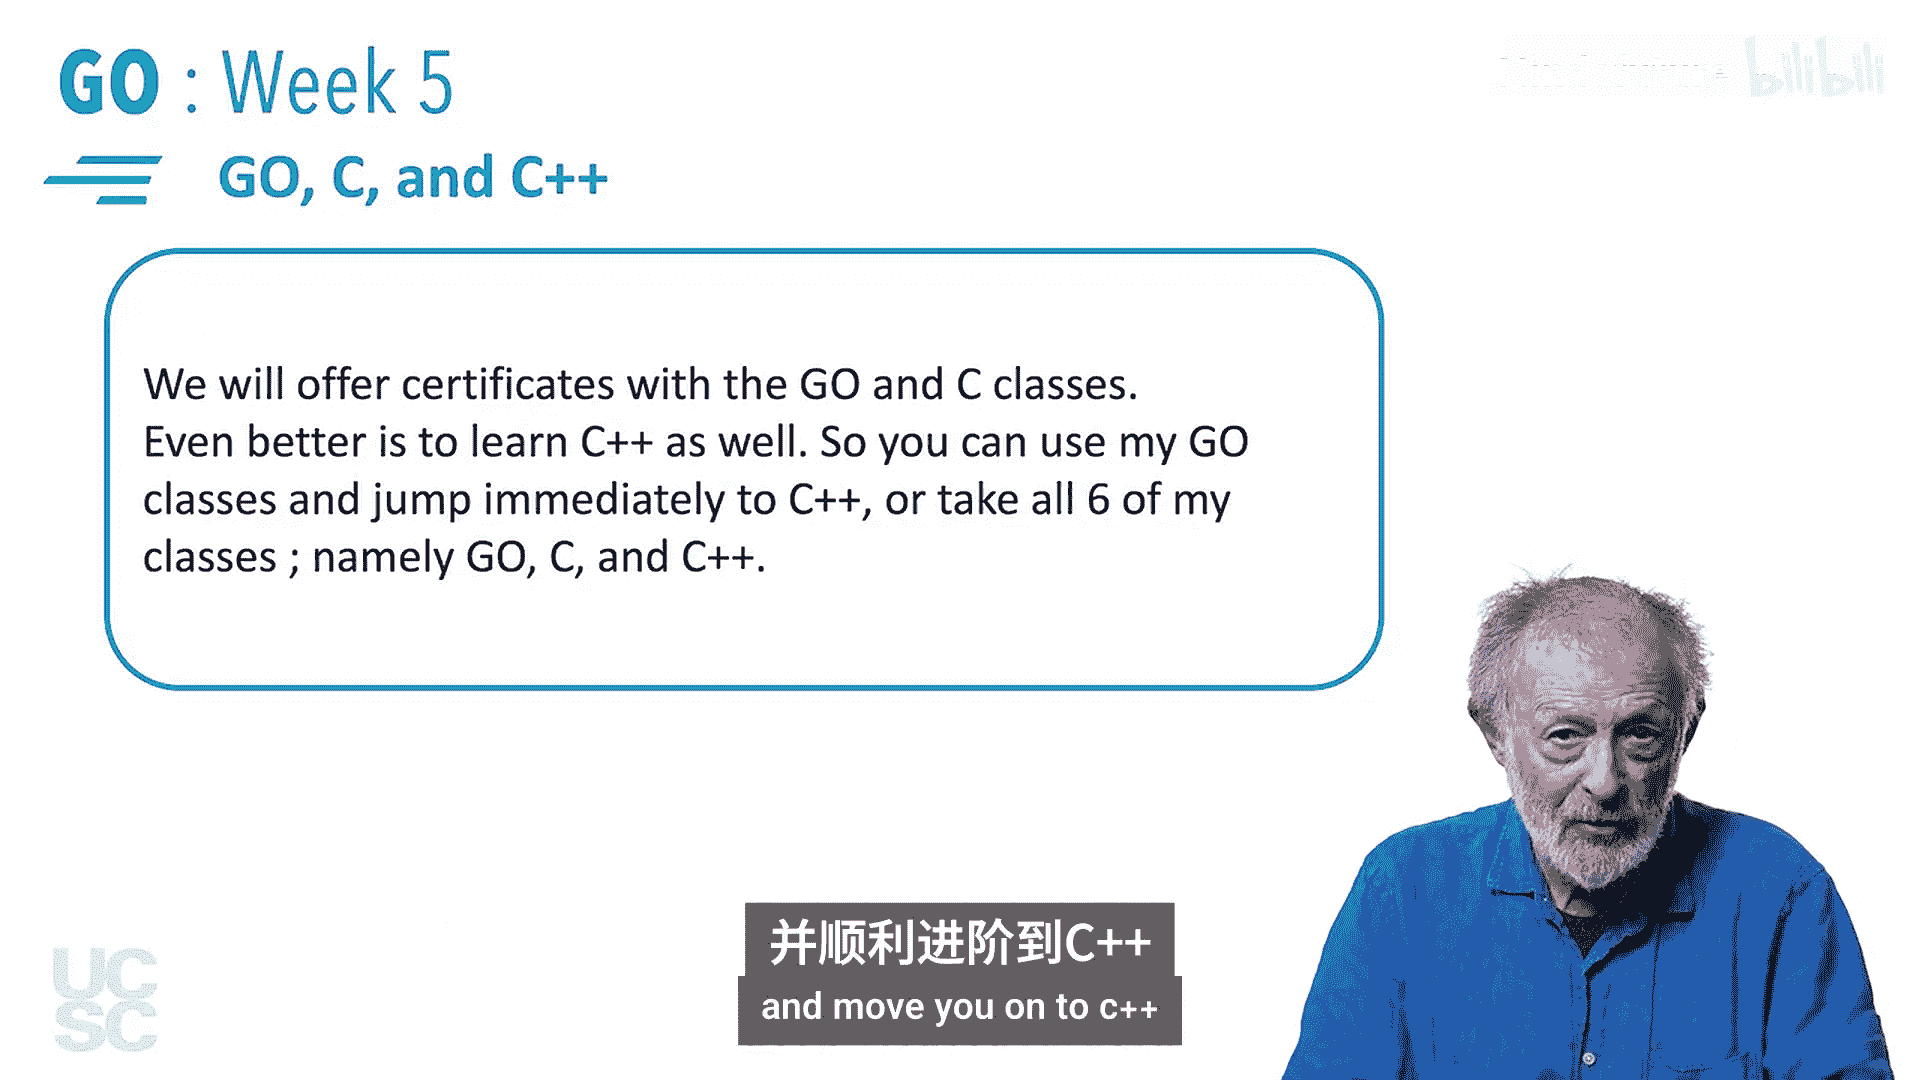 GO : Week 5
GO, C, and C++
bilibili
We will offer certificates with the GO and C classes.
Even better is to learn C++ as well. So you can use my GO
classes and jump immediately to C++, or take all 6 of my
classes ; namely GO, C, and C++.
并顺利进阶到C++
and move you on to c++
UC
SC